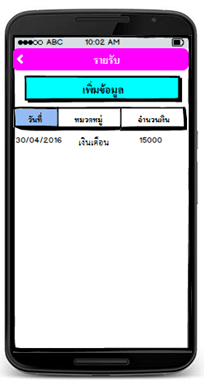 ABC 10:02 AM
รายรับ
เพิ่มข้อมูล
วันที่ หมวดหมู่ จำนวนเงิน
30/04/2016 เงินเดือน 15000